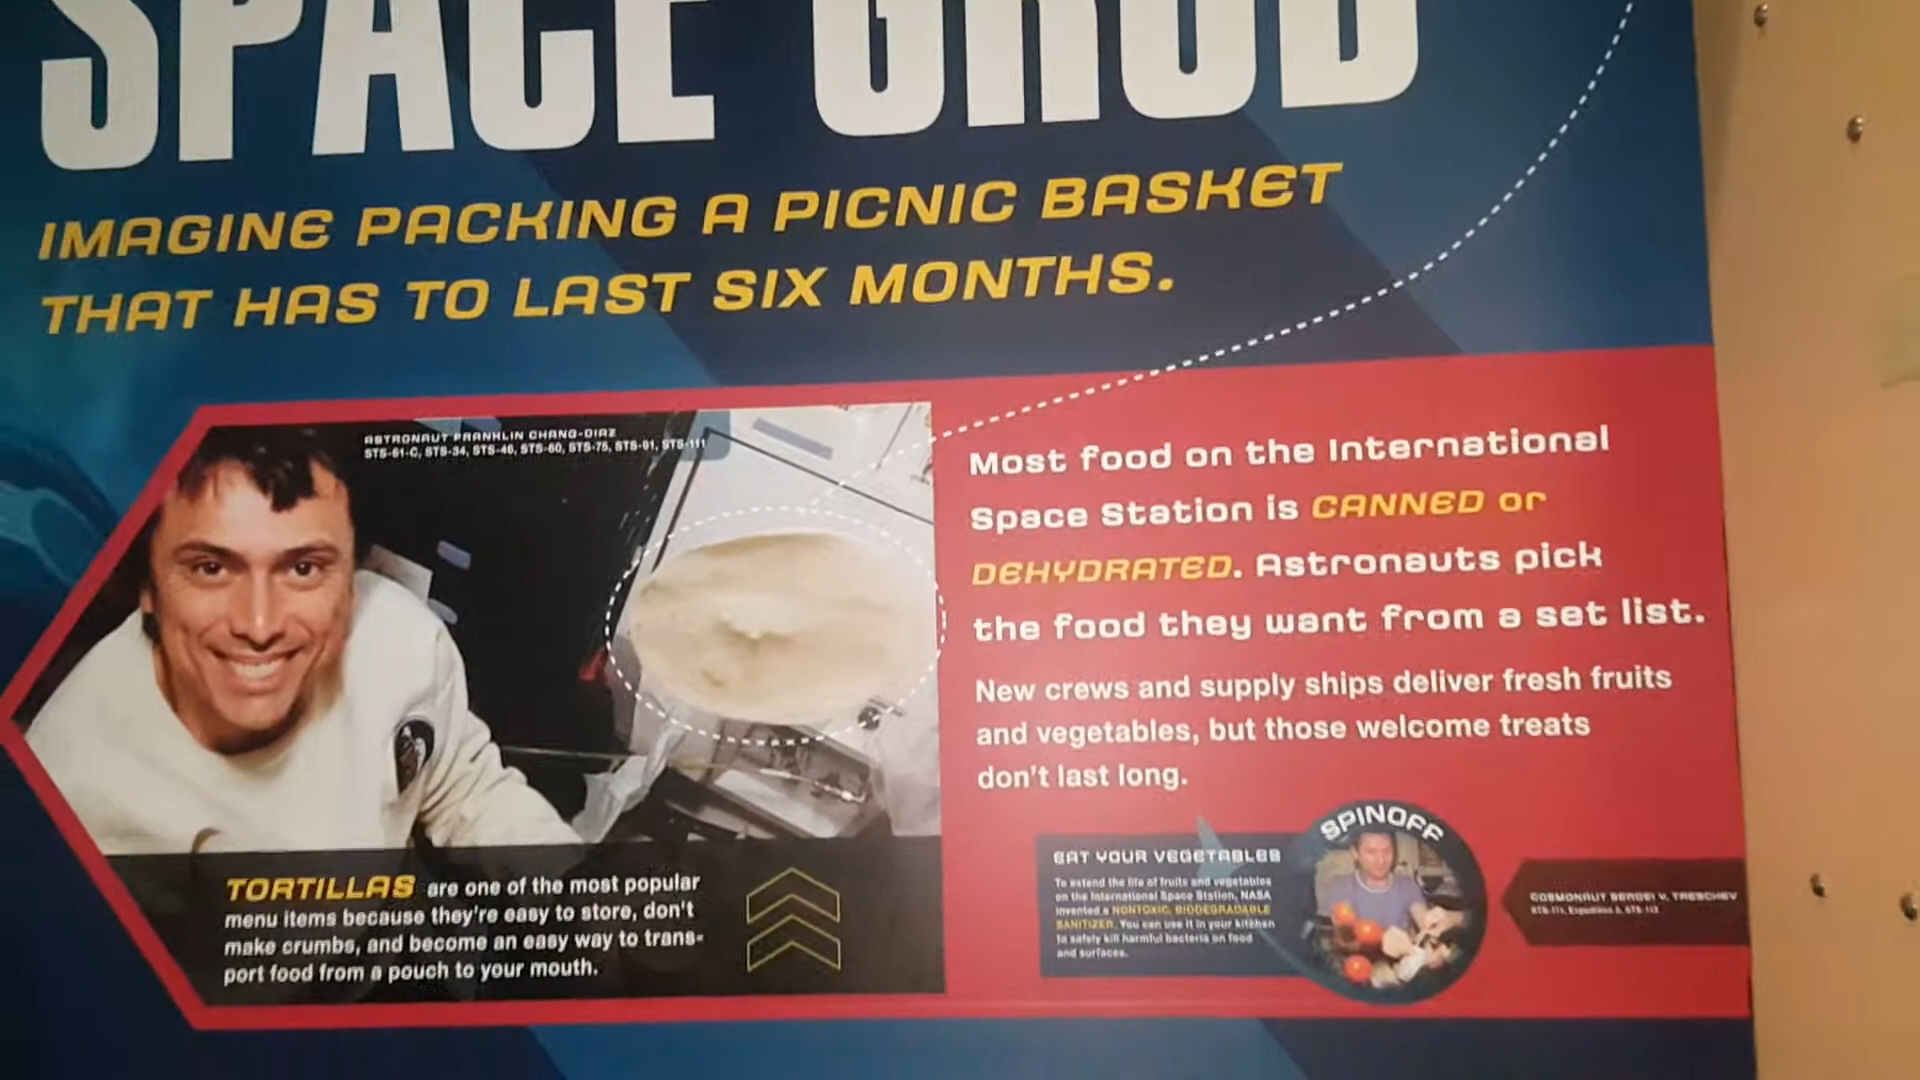 SPACE GRUB
IMAGINE PACKING A PICNIC BASKET
THAT HAS TO LAST SIX MONTHS.
ASTRONAUT FRANKLIN CHANG-DIAZ
STS-61-C, STS-34, STS-46, STS-60, STS-75, STS-91, STS-111
Most food on the International
Space Station is CANNED or
DEHYDRATED. Astronauts pick
the food they want from a set list.
New crews and supply ships deliver fresh fruits
and vegetables, but those welcome treats
don't last long.
TORTILLAS are one of the most popular
menu items because they're easy to store, don't
make crumbs, and become an easy way to trans-
port food from a pouch to your mouth.
SPINOFF
EAT YOUR VEGETABLES
To extend the life of fruits and vegetables
on the International Space Station, NASA
invented a NONTOXIC, BIODEGRADABLE
SANITIZER. You can use it in your kitchen
to safely kill harmful bacteria on food
and surfaces.
COSMONAUT SERGEI V. TRESCHEV
STS-111, Expedition 5, STS-113